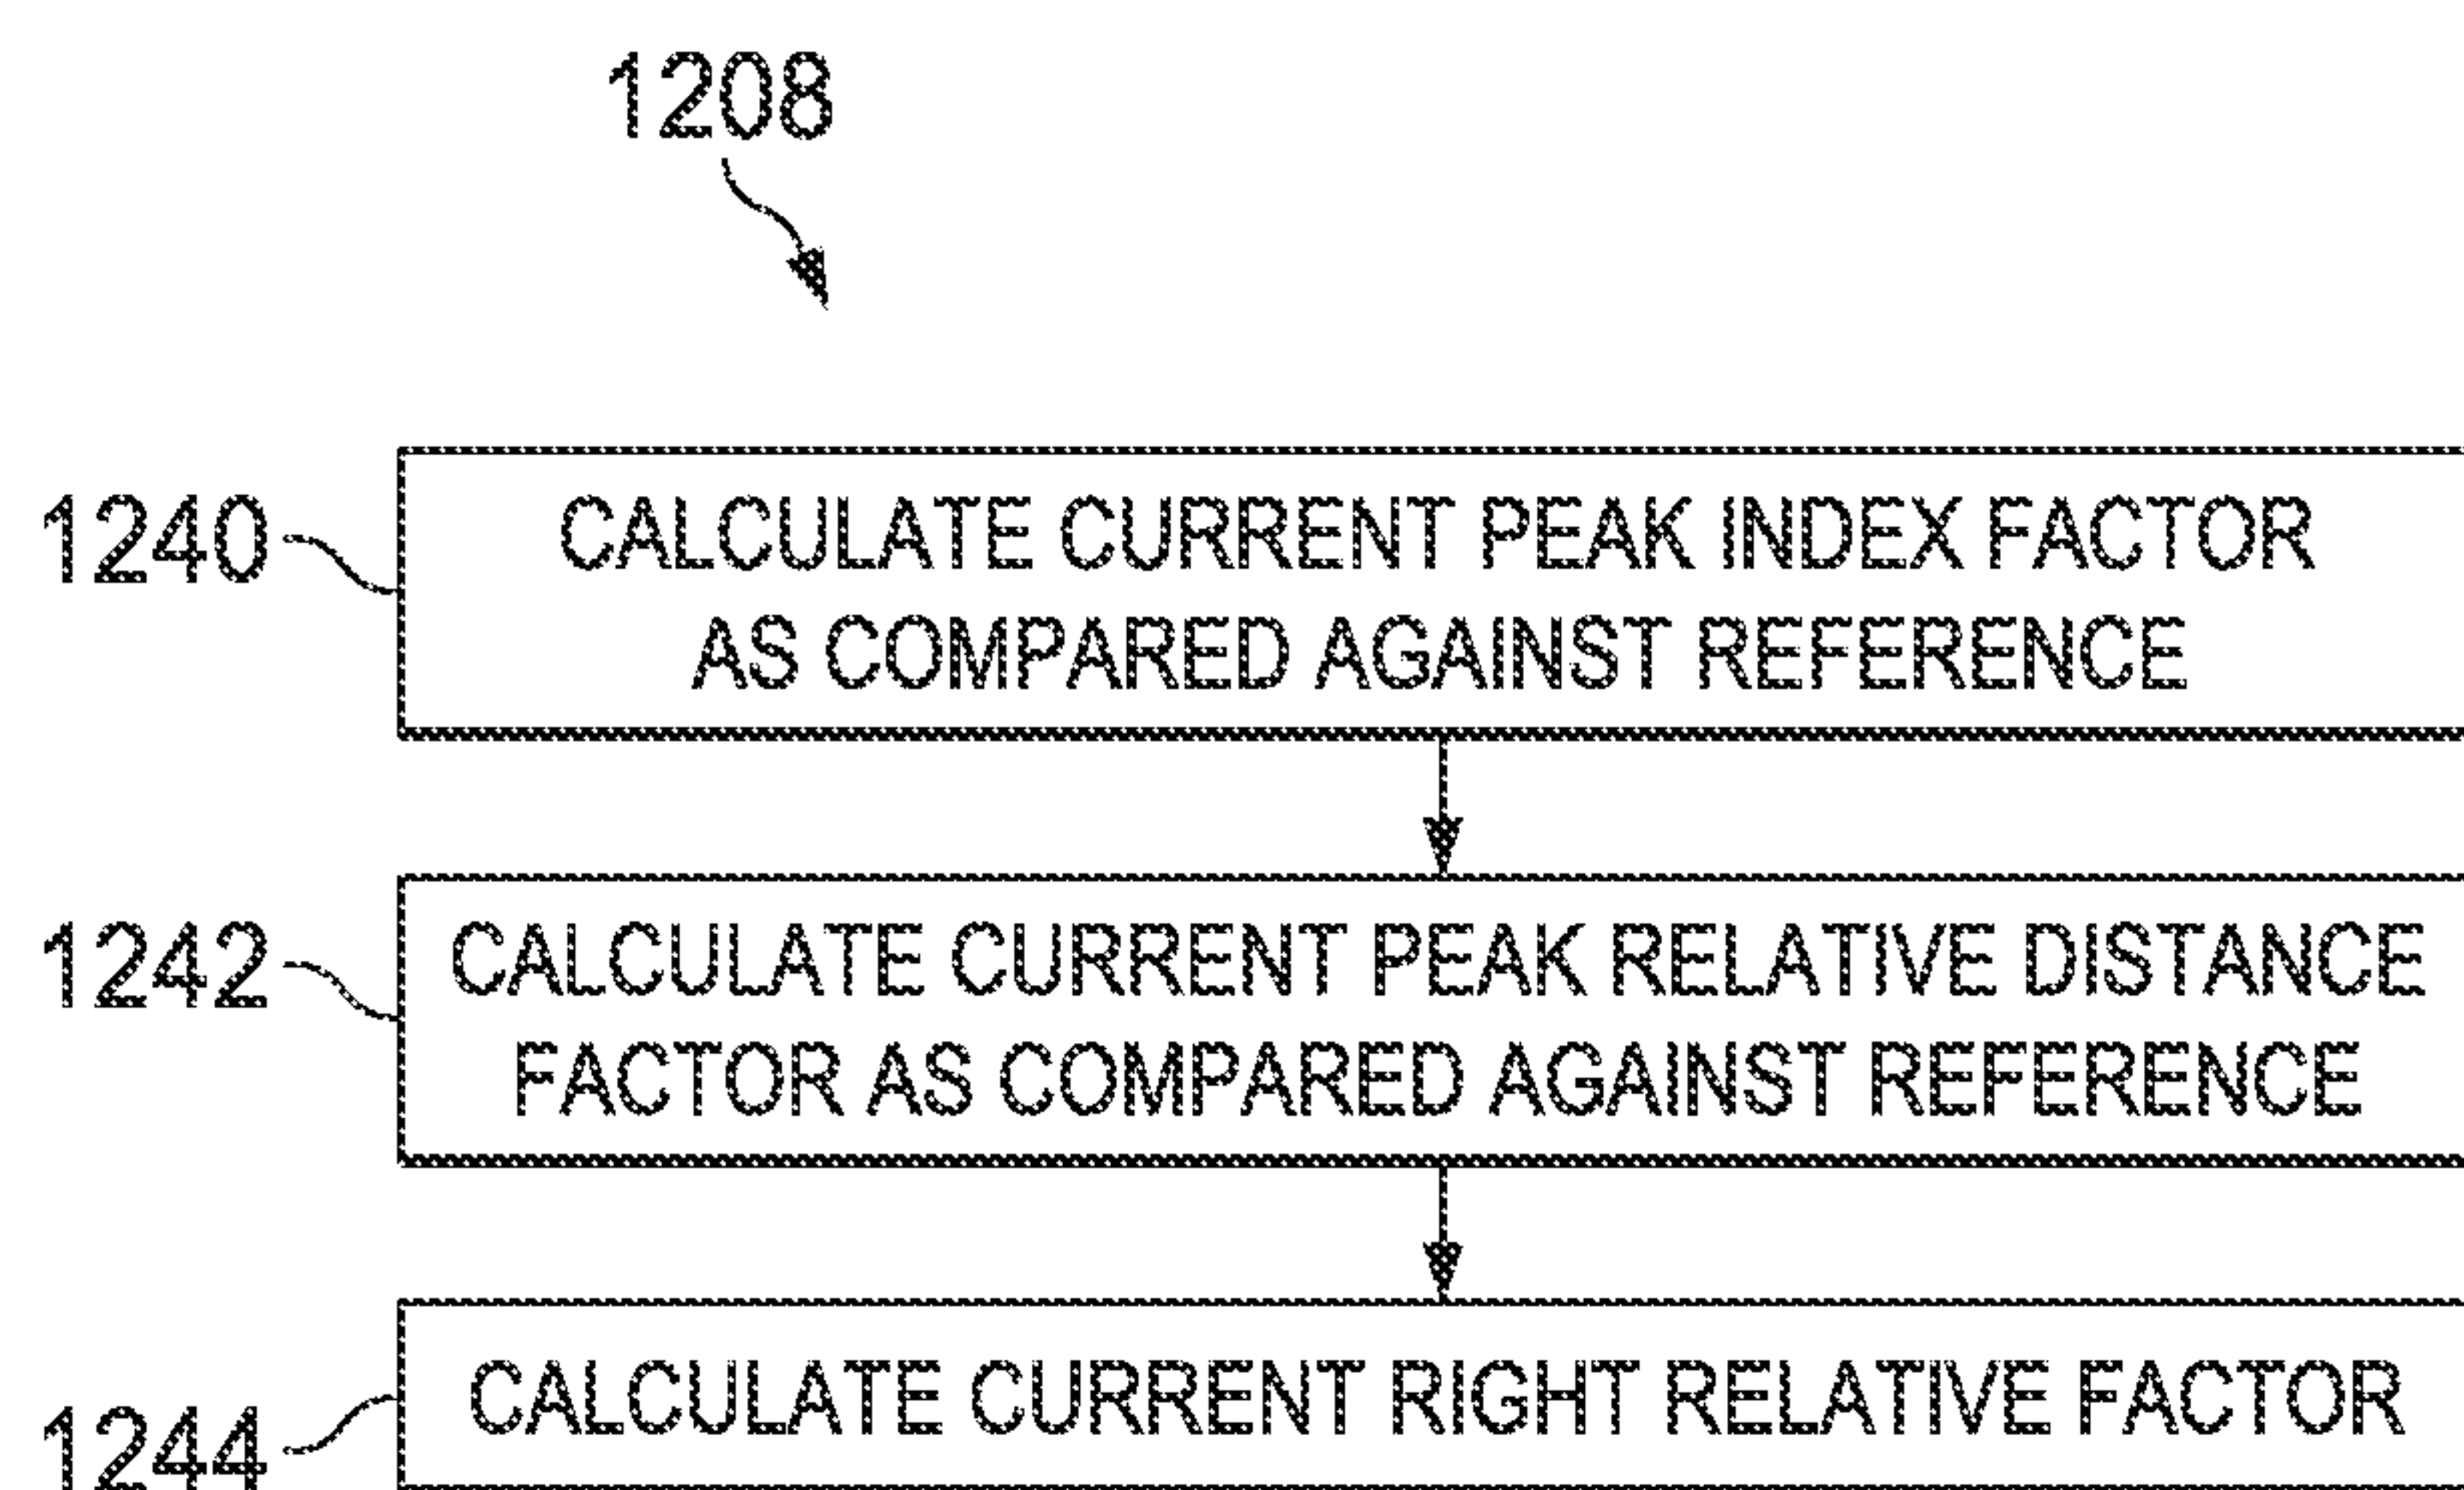 1208
1240
CALCULATE CURRENT PEAK INDEX FACTOR
AS COMPARED AGAINST REFERENCE
1242
CALCULATE CURRENT PEAK RELATIVE DISTANCE
FACTOR AS COMPARED AGAINST REFERENCE
1244
CALCULATE CURRENT RIGHT RELATIVE FACTOR